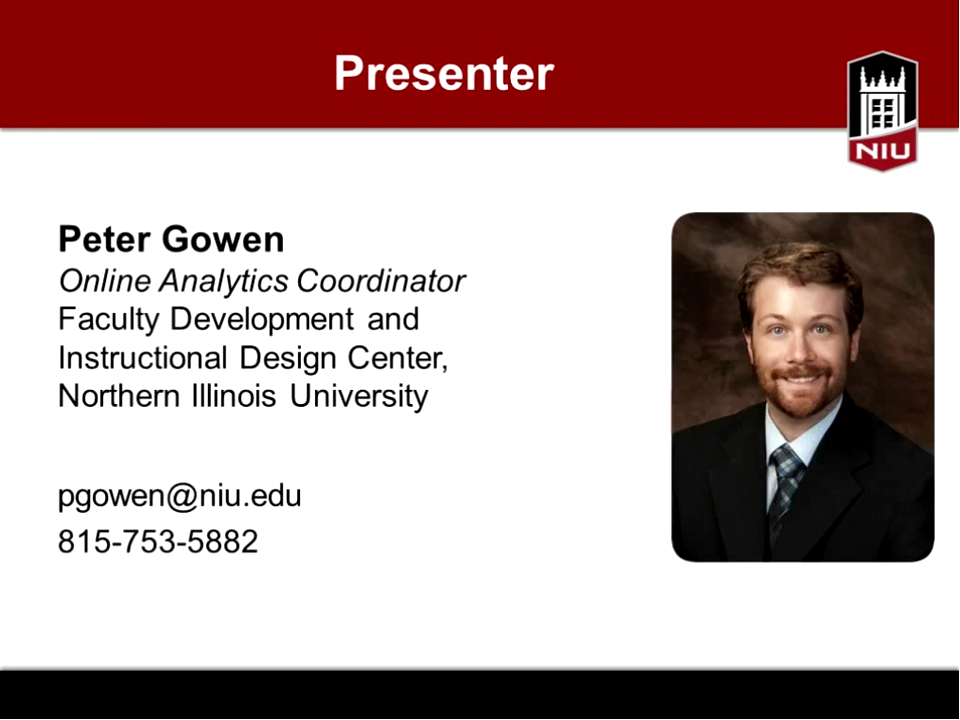 Presenter
NIU
Peter Gowen
Online Analytics Coordinator
Faculty Development and
Instructional Design Center,
Northern Illinois University
pgowen@niu.edu
815-753-5882